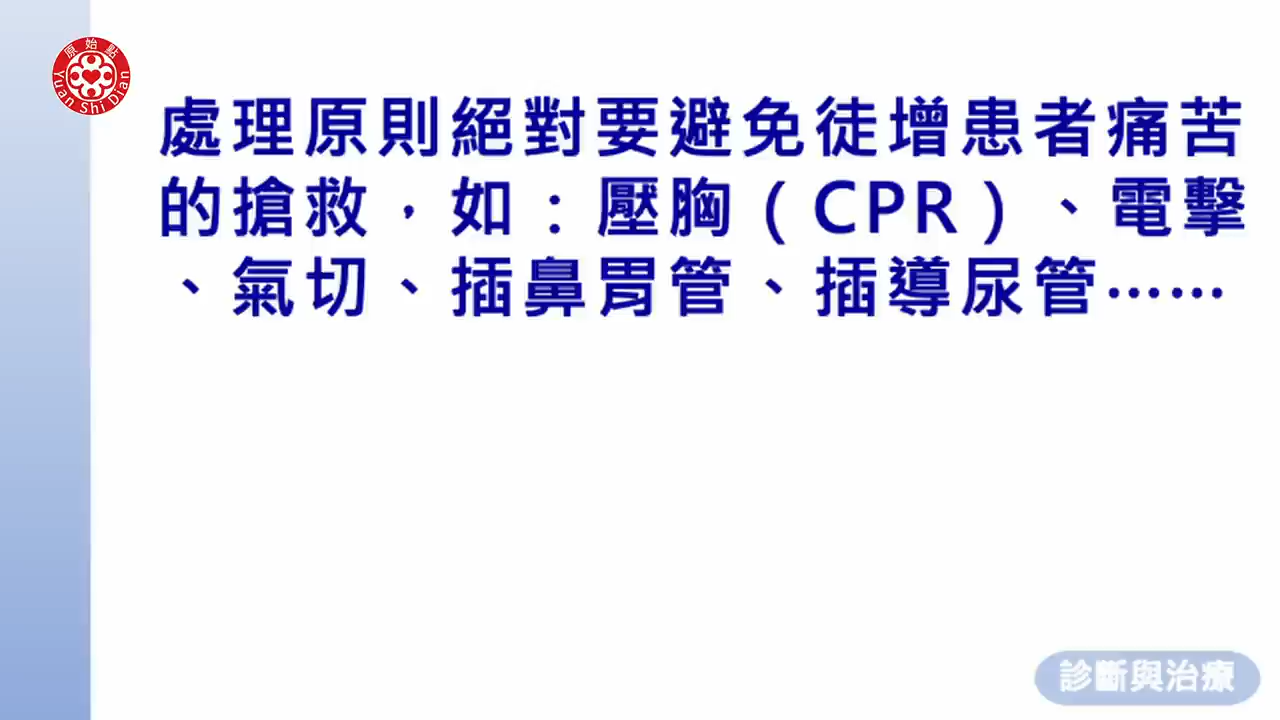 原始點
Yuan Shi Dian
處理原則絕對要避免徒增患者痛苦
的搶救，如：壓胸（CPR）、電擊
、氣切、插鼻胃管、插導尿管……
診斷與治療